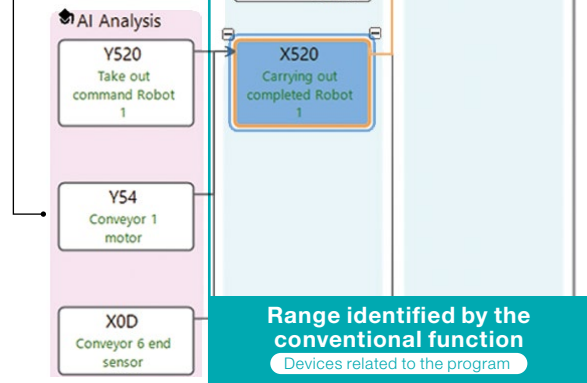 AI Analysis
Y520
Take out
command Robot
1
X520
Carrying out
completed Robot
1
Y54
Conveyor 1
motor
X0D
Conveyor 6 end
sensor
Range identified by the
conventional function
Devices related to the program